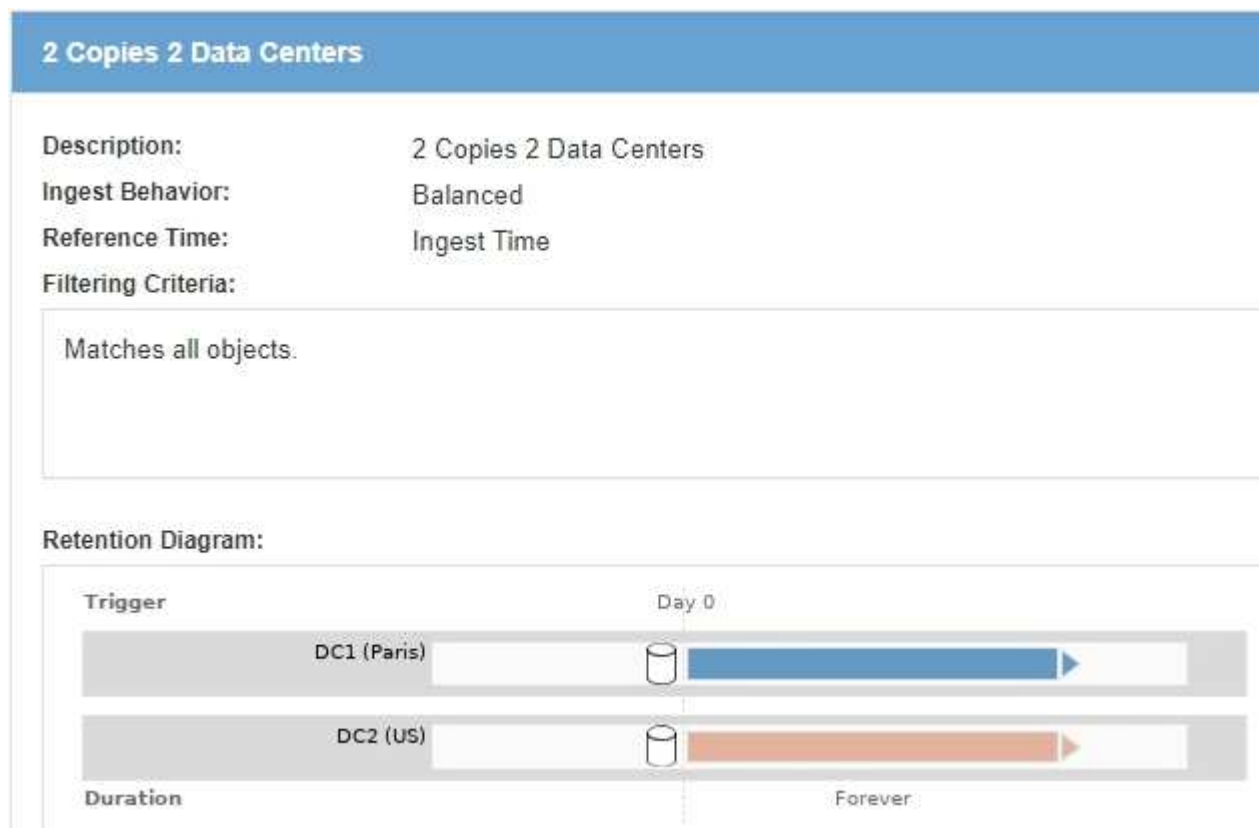 2 Copies 2 Data Centers
Description: 2 Copies 2 Data Centers
Ingest Behavior: Balanced
Reference Time: Ingest Time
Filtering Criteria:
Matches all objects.
Retention Diagram:
Trigger Day 0
DC1 (Paris)
DC2 (US)
Duration Forever